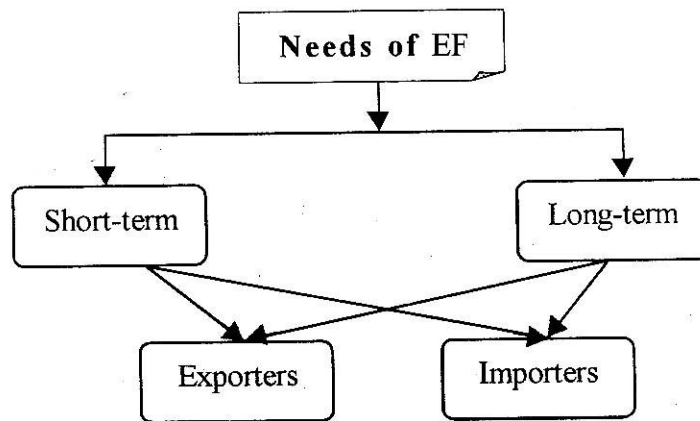 Needs of EF
Short-term
Long-term
Exporters
Importers